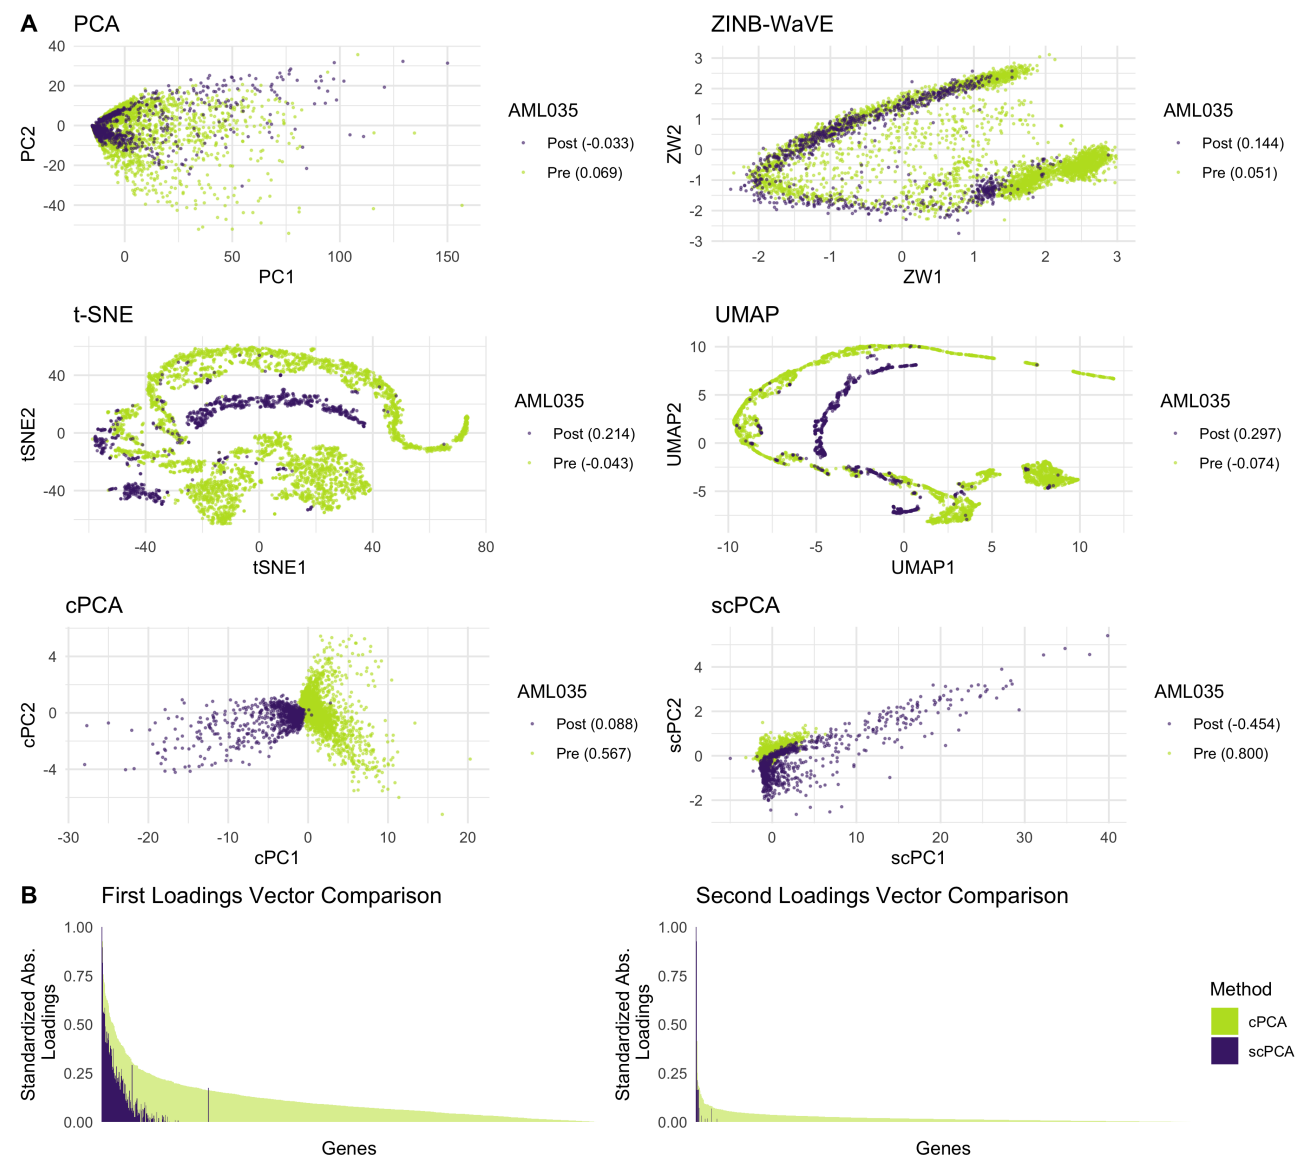 A
PCA
40
20
0
-20
-40
PC2
0
50
100
150
PC1
AML035
Post (-0.033)
Pre (0.069)
ZINB-WaVE
3
2
1
0
-1
-2
-3
ZW2
-2
-1
0
1
2
3
ZW1
AML035
Post (0.144)
Pre (0.051)
t-SNE
40
0
-40
tSNE2
-40
0
40
80
tSNE1
AML035
Post (0.214)
Pre (-0.043)
UMAP
10
5
0
-5
UMAP2
-10
-5
0
5
10
UMAP1
AML035
Post (0.297)
Pre (-0.074)
cPCA
4
0
-4
cPC2
-30
-20
-10
0
10
20
cPC1
AML035
Post (0.088)
Pre (0.567)
scPCA
4
2
0
-2
scPC2
0
10
20
30
40
scPC1
AML035
Post (-0.454)
Pre (0.800)
B
First Loadings Vector Comparison
1.00
0.75
0.50
0.25
0.00
Standardized Abs.
Loadings
Genes
Second Loadings Vector Comparison
1.00
0.75
0.50
0.25
0.00
Standardized Abs.
Loadings
Genes
Method
cPCA
scPCA